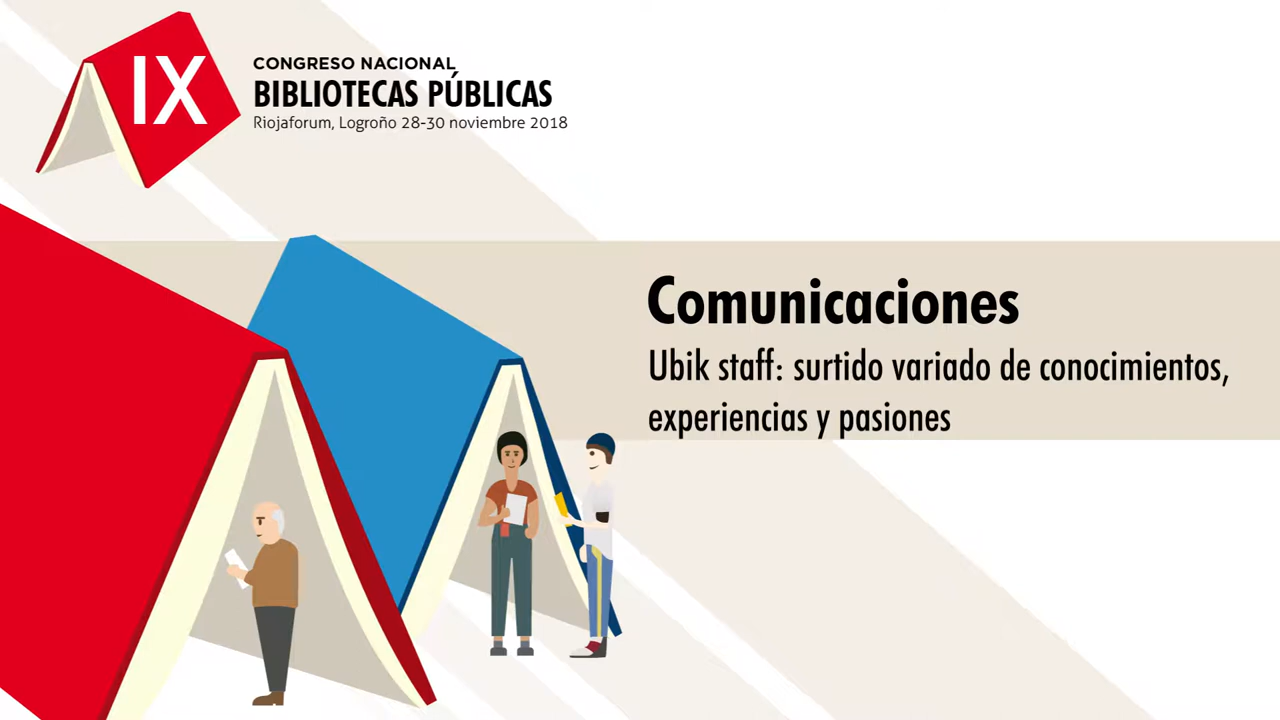 IX
CONGRESO NACIONAL
BIBLIOTECAS PÚBLICAS
Riojaforum, Logroño 28-30 noviembre 2018
Comunicaciones
Ubik staff: surtido variado de conocimientos,
experiencias y pasiones